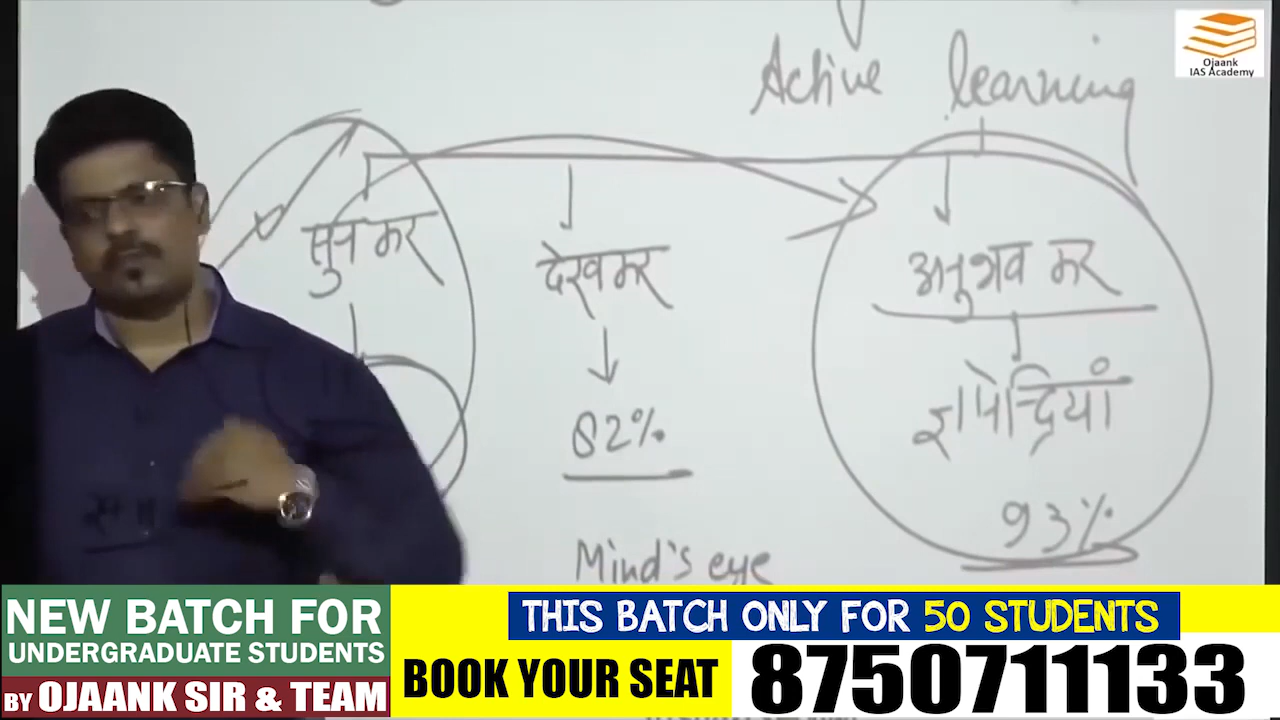 Ojaank
IAS Academy
Active learning
सुन कर
देखकर
अनुभव कर
ज्ञानेन्द्रियां
82%
93%
Mind's eye
NEW BATCH FOR
UNDERGRADUATE STUDENTS
BY OJAANK SIR & TEAM
THIS BATCH ONLY FOR 50 STUDENTS
BOOK YOUR SEAT
8750711133